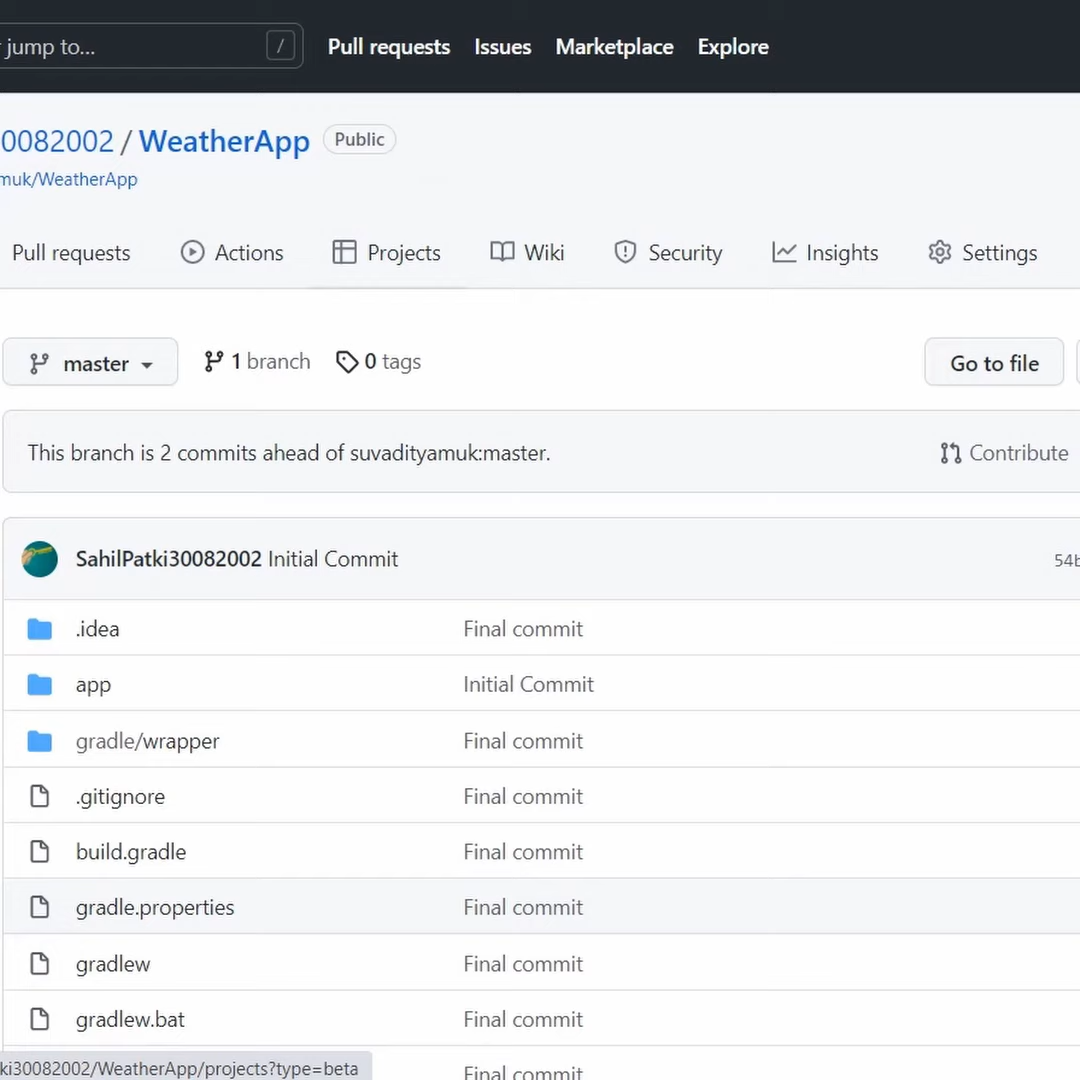 jump to... /
Pull requests Issues Marketplace Explore
0082002 / WeatherApp Public
muk/WeatherApp
Pull requests Actions Projects Wiki Security Insights Settings
master 1 branch 0 tags Go to file
This branch is 2 commits ahead of suvadityamuk:master. Contribute
SahilPatki30082002 Initial Commit 54b
.idea Final commit
app Initial Commit
gradle/wrapper Final commit
.gitignore Final commit
build.gradle Final commit
gradle.properties Final commit
gradlew Final commit
gradlew.bat Final commit
ki30082002/WeatherApp/projects?type=beta
Final commit